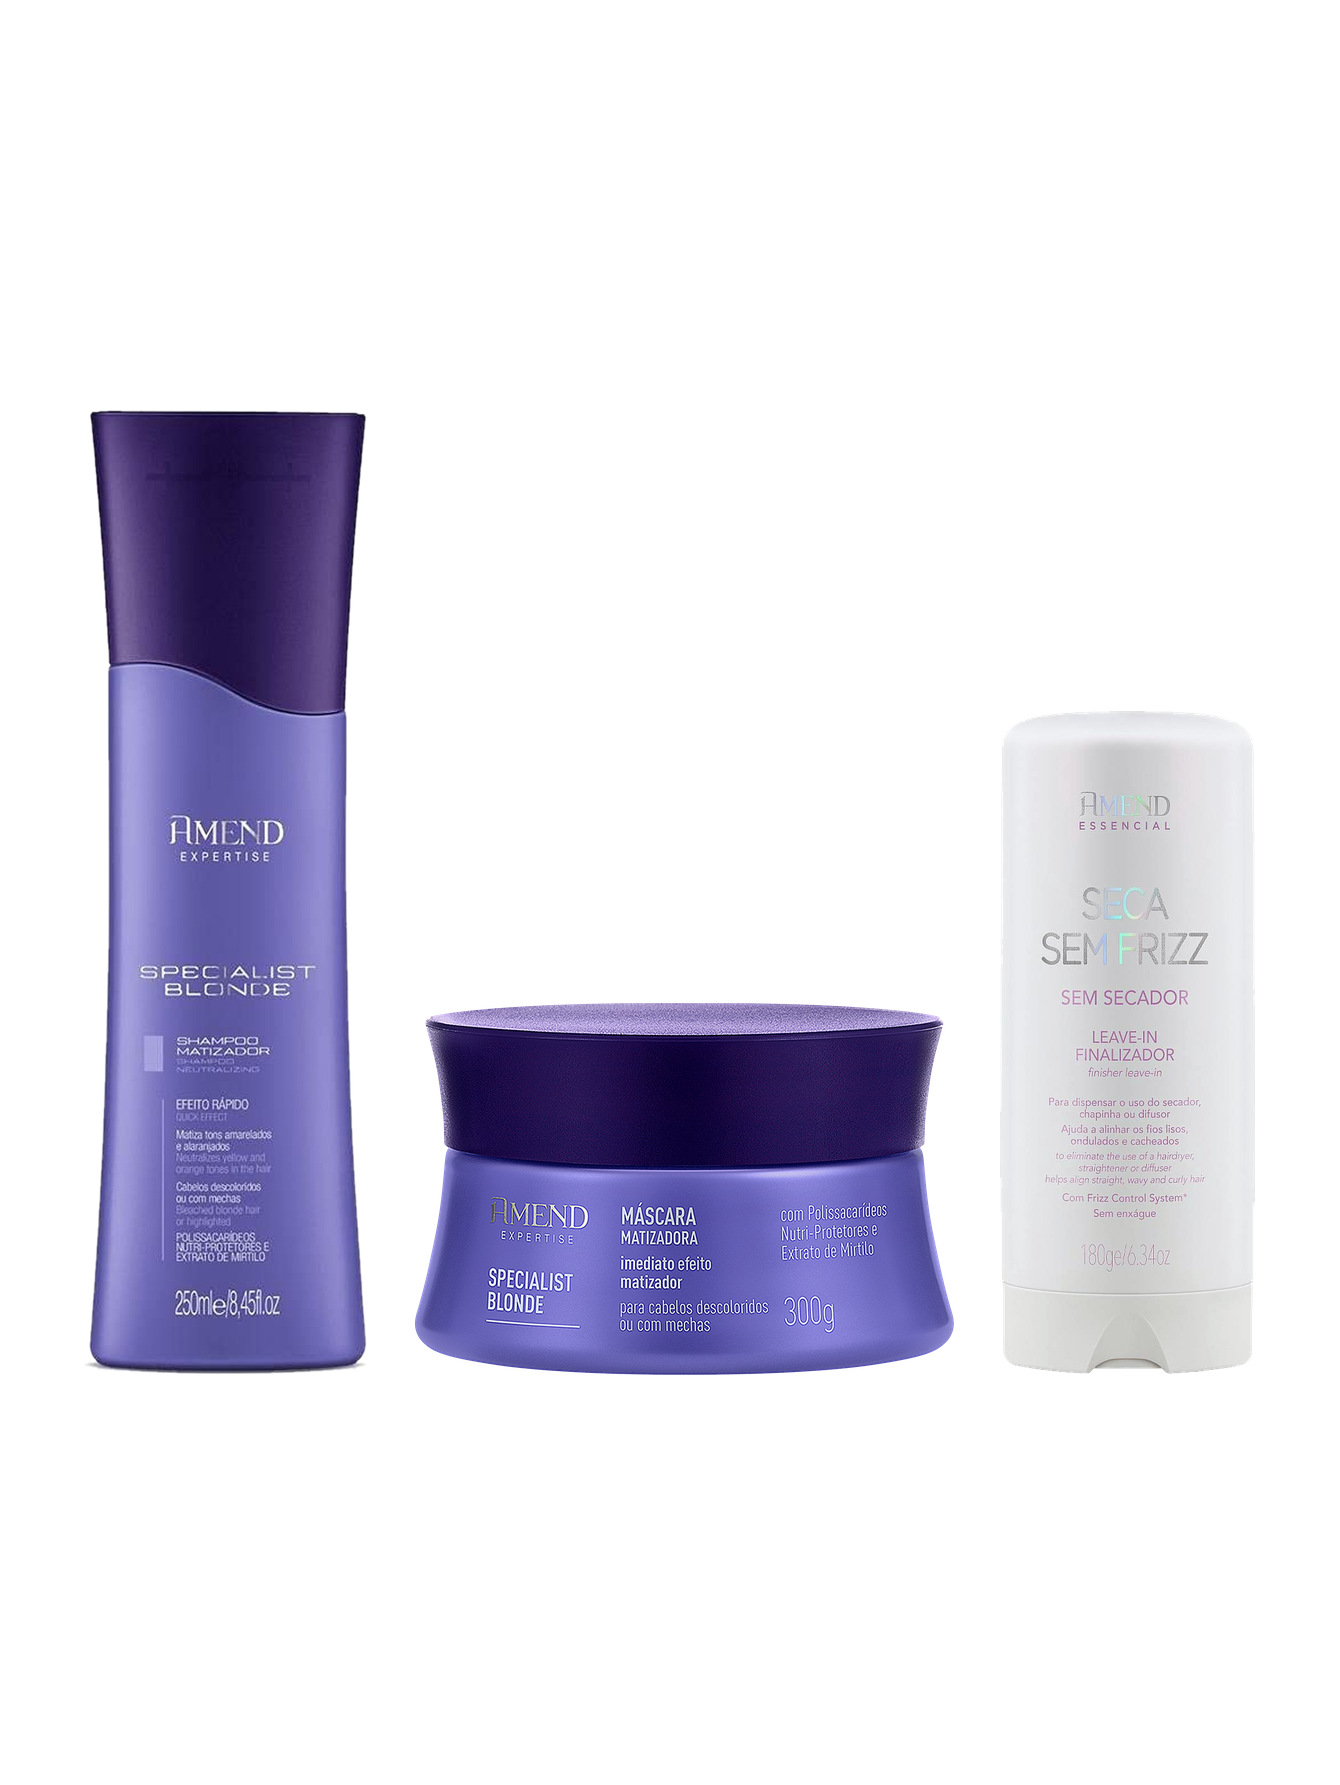 AMEND
EXPERTISE
SPECIALIST
BLONDE
SHAMPOO
MATIZADOR
SHAMPOO
NEUTRALIZING
EFEITO RÁPIDO
QUICK EFFECT
Matiza tons amarelados
e alaranjados
Neutralizes yellow and
orange tones in the hair
Cabelos descoloridos
ou com mechas
Bleached blonde hair
or highlighted
POLISSACARÍDEOS
NUTRI-PROTETORES E
EXTRATO DE MIRTILO
250mle/8,45fl.oz
AMEND
EXPERTISE
SPECIALIST
BLONDE
MÁSCARA
MATIZADORA
imediato efeito
matizador
para cabelos descoloridos
ou com mechas
com Polissacarídeos
Nutri-Protetores e
Extrato de Mirtilo
300g
AMEND
ESSENCIAL
SECA
SEM FRIZZ
SEM SECADOR
LEAVE-IN
FINALIZADOR
finisher leave-in
Para dispensar o uso do secador,
chapinha ou difusor
Ajuda a alinhar os fios lisos,
ondulados e cacheados
to eliminate the use of a hairdryer,
straightener or diffuser
helps align straight, wavy and curly hair
Com Frizz Control System*
Sem enxágue
180ge/6.34oz